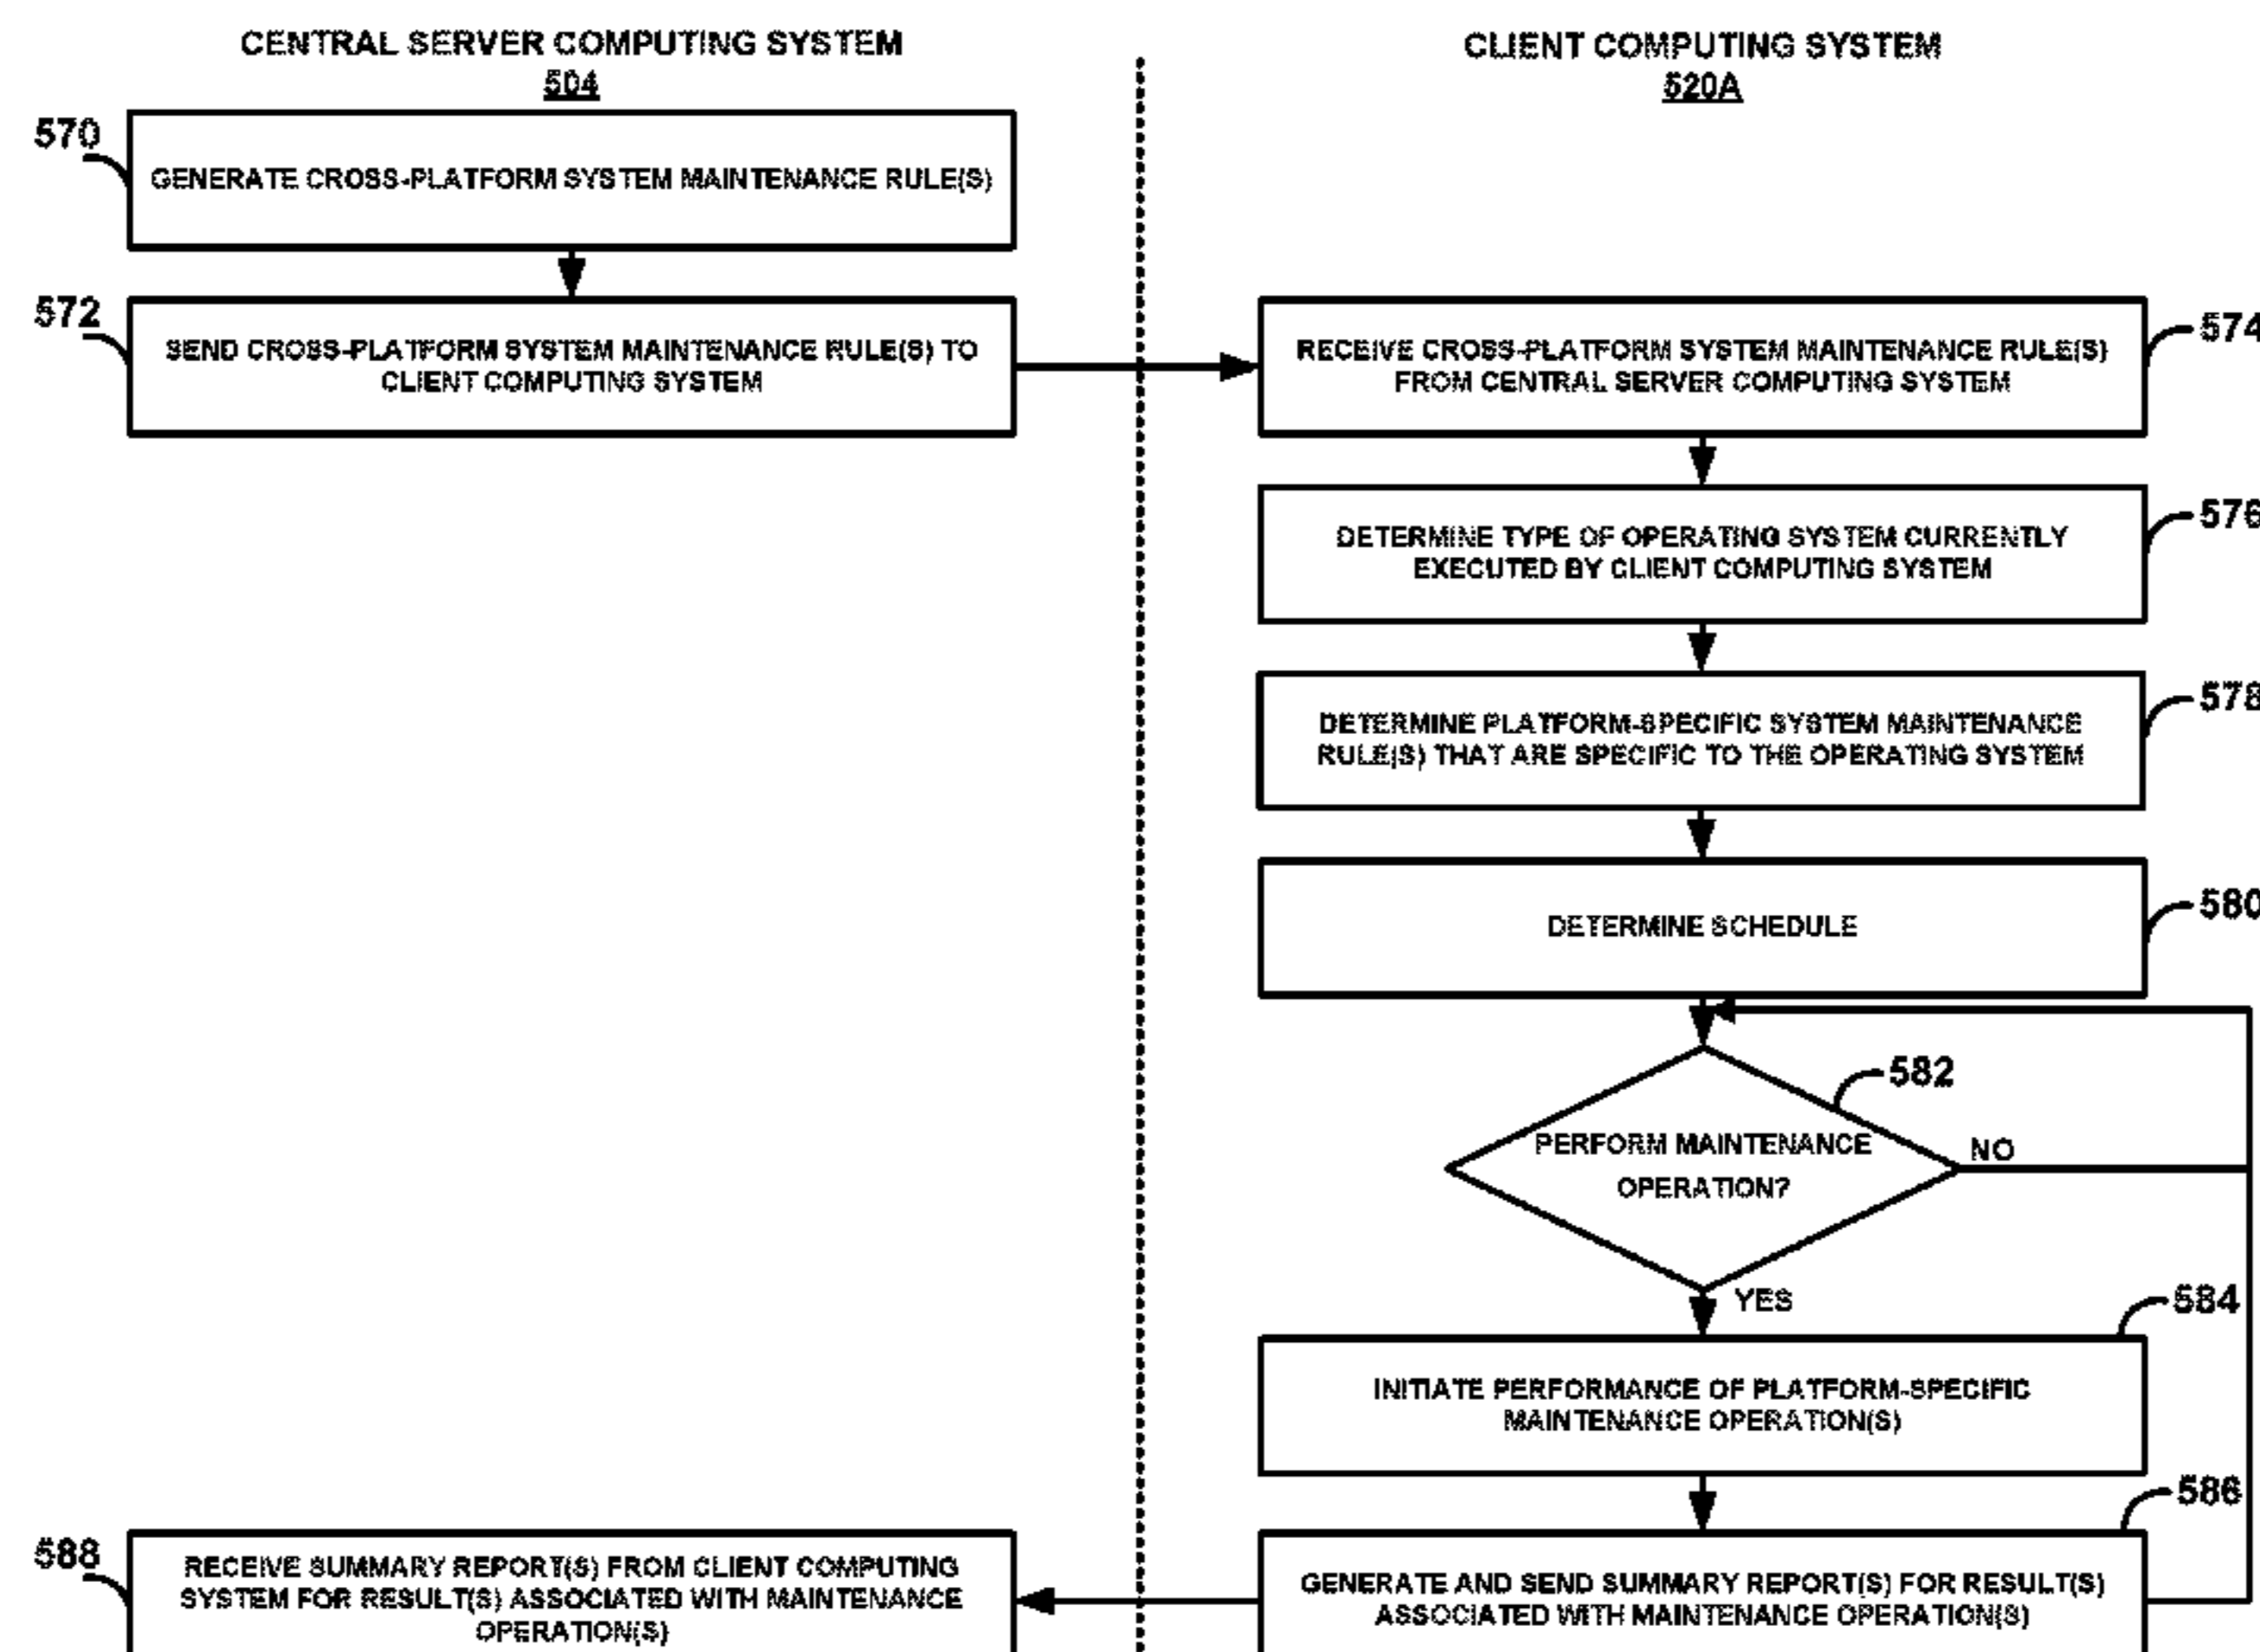 CENTRAL SERVER COMPUTING SYSTEM
504
CLIENT COMPUTING SYSTEM
520A
570
GENERATE CROSS-PLATFORM SYSTEM MAINTENANCE RULE(S)
572
SEND CROSS-PLATFORM SYSTEM MAINTENANCE RULE(S) TO
CLIENT COMPUTING SYSTEM
RECEIVE CROSS-PLATFORM SYSTEM MAINTENANCE RULE(S)
FROM CENTRAL SERVER COMPUTING SYSTEM
574
DETERMINE TYPE OF OPERATING SYSTEM CURRENTLY
EXECUTED BY CLIENT COMPUTING SYSTEM
576
DETERMINE PLATFORM-SPECIFIC SYSTEM MAINTENANCE
RULE(S) THAT ARE SPECIFIC TO THE OPERATING SYSTEM
578
DETERMINE SCHEDULE
580
582
PERFORM MAINTENANCE
OPERATION?
NO
YES
584
INITIATE PERFORMANCE OF PLATFORM-SPECIFIC
MAINTENANCE OPERATION(S)
586
GENERATE AND SEND SUMMARY REPORT(S) FOR RESULT(S)
ASSOCIATED WITH MAINTENANCE OPERATION(S)
588
RECEIVE SUMMARY REPORT(S) FROM CLIENT COMPUTING
SYSTEM FOR RESULT(S) ASSOCIATED WITH MAINTENANCE
OPERATION(S)